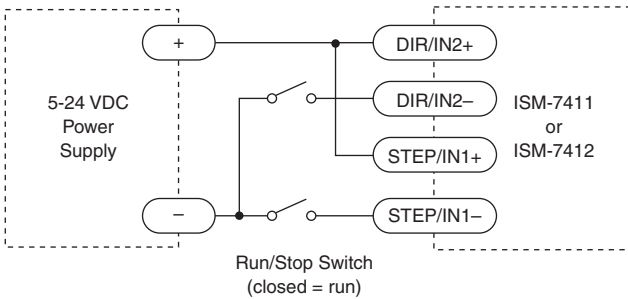 5-24 VDC
Power
Supply
+
–
DIR/IN2+
DIR/IN2–
STEP/IN1+
STEP/IN1–
ISM-7411
or
ISM-7412
Run/Stop Switch
(closed = run)